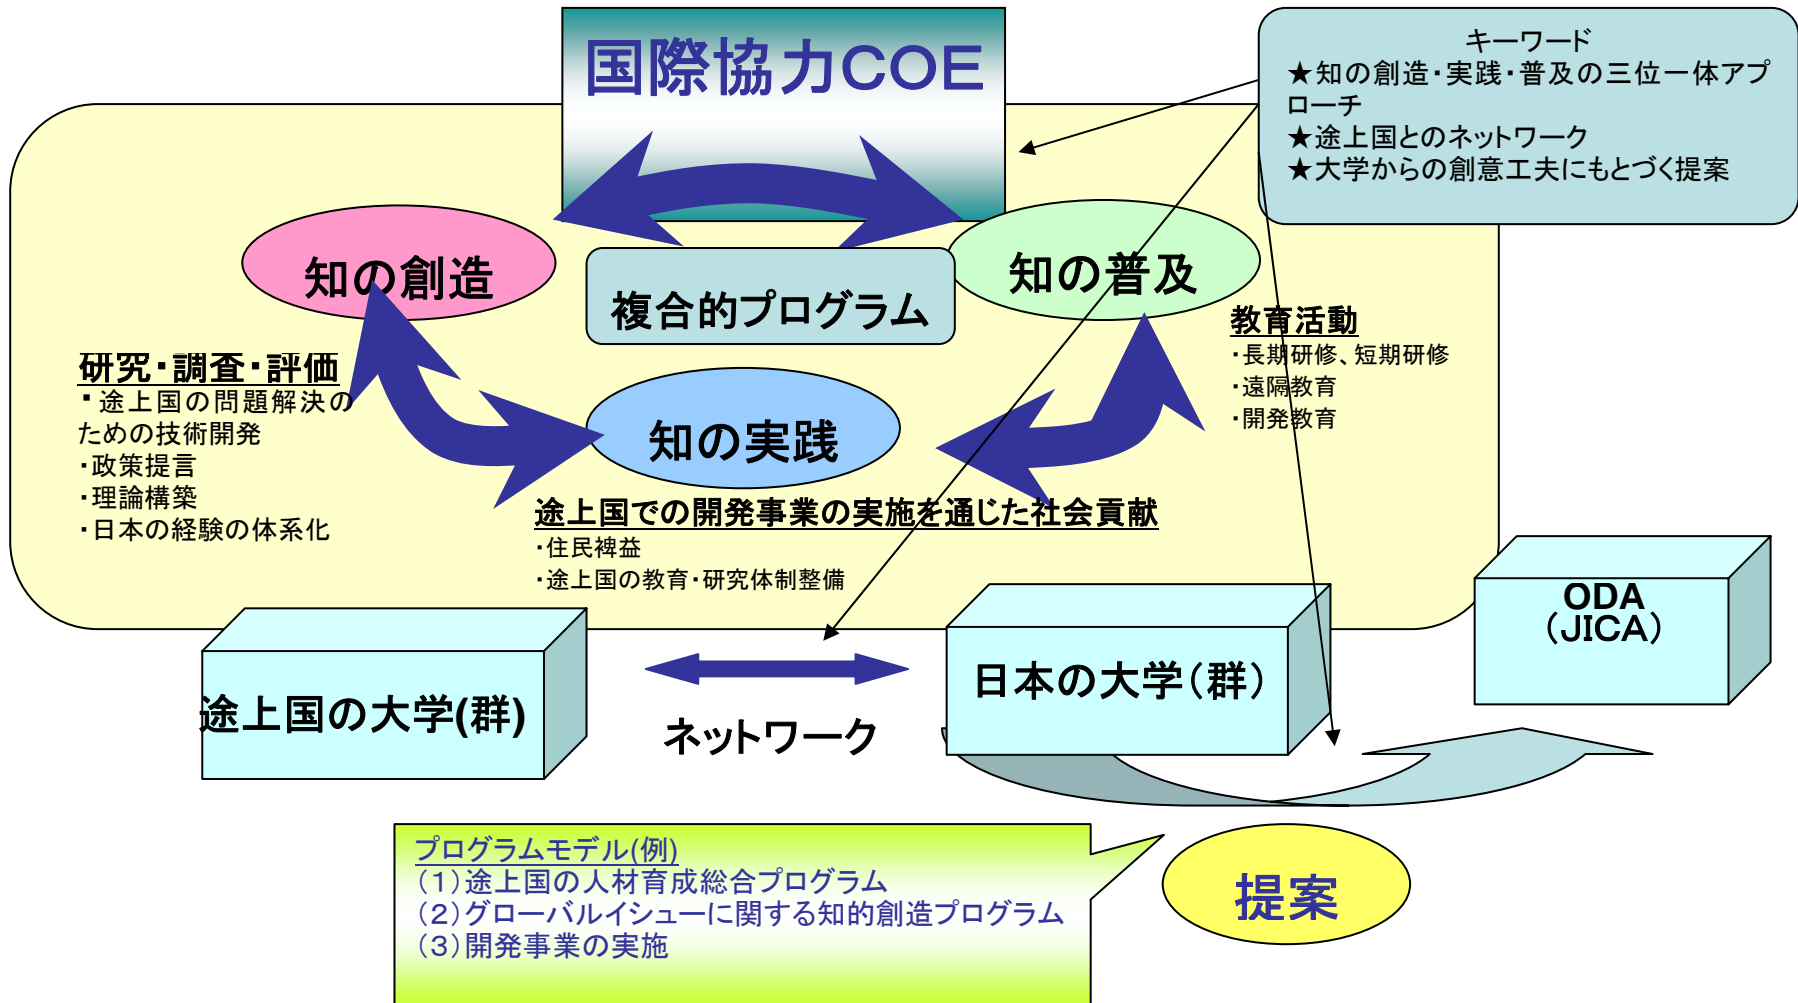 国際協力ＣＯＥ
キーワード
★知の創造・実践・普及の三位一体アプ
ローチ
★途上国とのネットワーク
★大学からの創意工夫にもとづく提案
知の創造
知の普及
複合的プログラム
教育活動
・長期研修、短期研修
・遠隔教育
・開発教育
研究・調査・評価
・途上国の問題解決の
ための技術開発
・政策提言
・理論構築
・日本の経験の体系化
知の実践
途上国での開発事業の実施を通じた社会貢献
・住民裨益
・途上国の教育・研究体制整備
ODA
（JICA）
途上国の大学(群)
ネットワーク
日本の大学（群）
プログラムモデル(例)
（１）途上国の人材育成総合プログラム
（２）グローバルイシューに関する知的創造プログラム
（３）開発事業の実施
提案